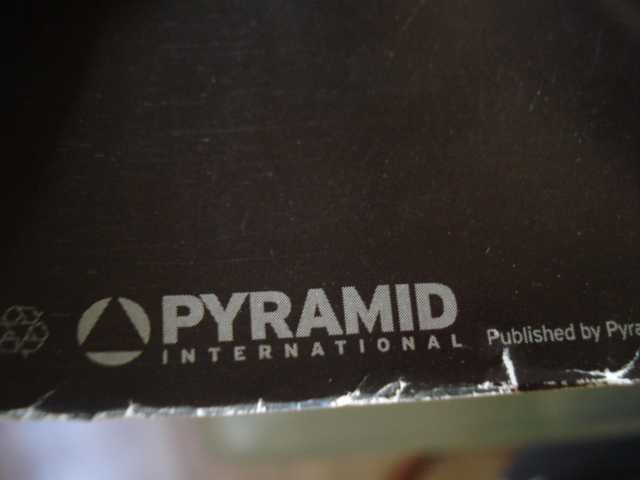 PYRAMID
INTERNATIONAL
Published by Pyra